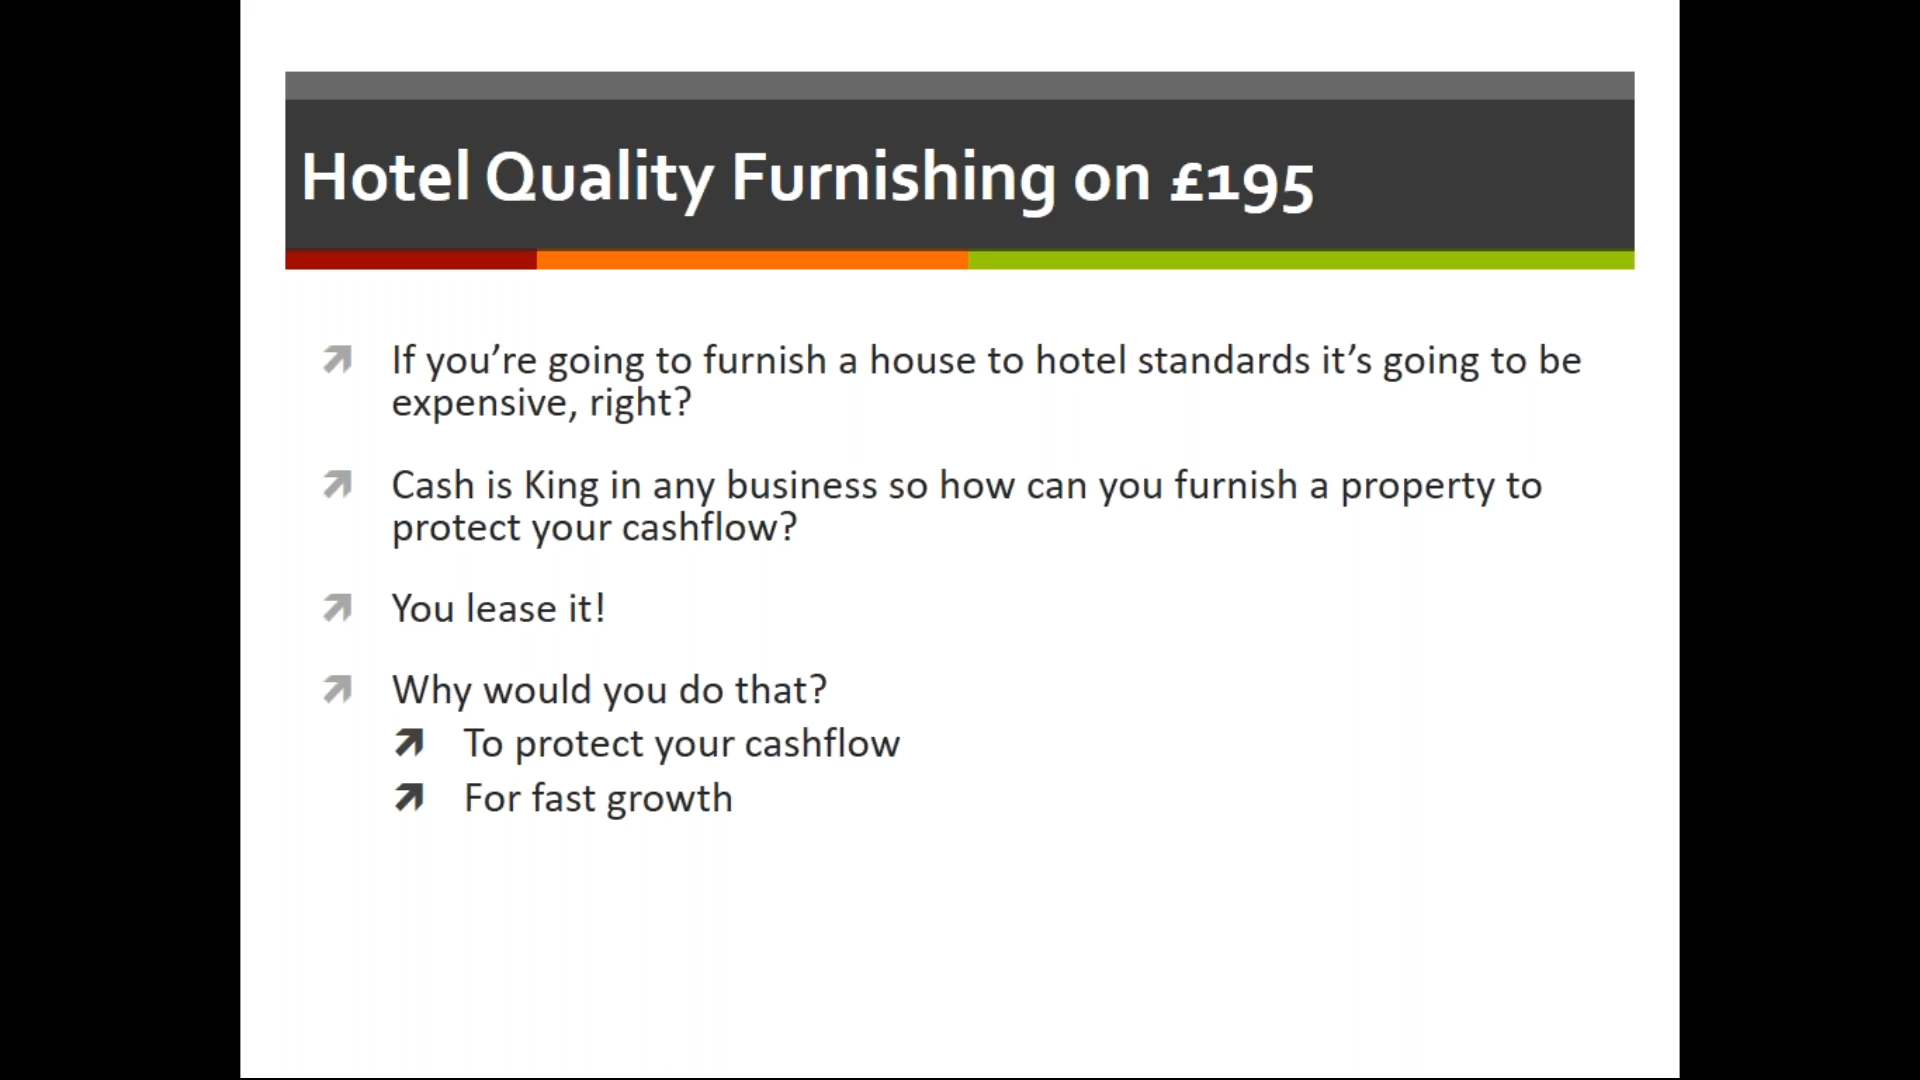 Hotel Quality Furnishing on £195
If you’re going to furnish a house to hotel standards it’s going to be
expensive, right?
Cash is King in any business so how can you furnish a property to
protect your cashflow?
You lease it!
Why would you do that?
To protect your cashflow
For fast growth